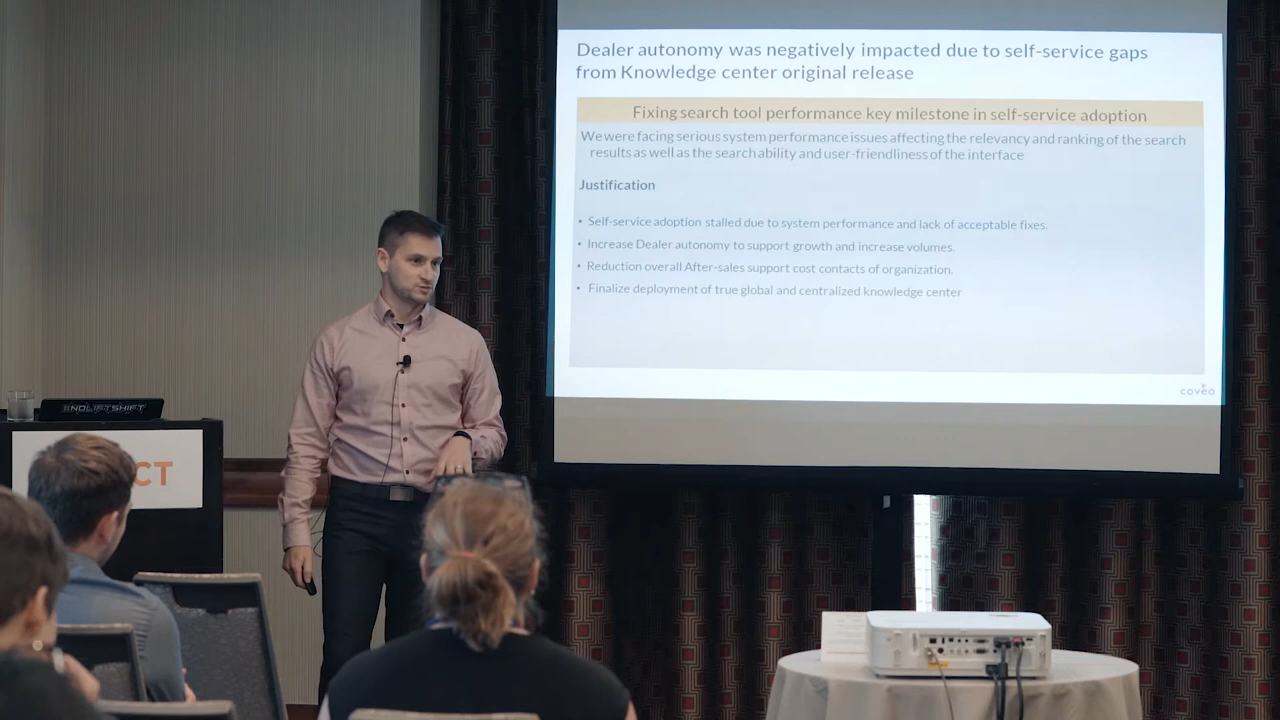 Dealer autonomy was negatively impacted due to self-service gaps
from Knowledge center original release
Fixing search tool performance key milestone in self-service adoption
We were facing serious system performance issues affecting the relevancy and ranking of the search
results as well as the search ability and user-friendliness of the interface
Justification
• Self-service adoption stalled due to system performance and lack of acceptable fixes.
• Increase Dealer autonomy to support growth and increase volumes.
• Reduction overall After-sales support cost contacts of organization.
• Finalize deployment of true global and centralized knowledge center
coveo
#NOLIFTSHIFT
CT